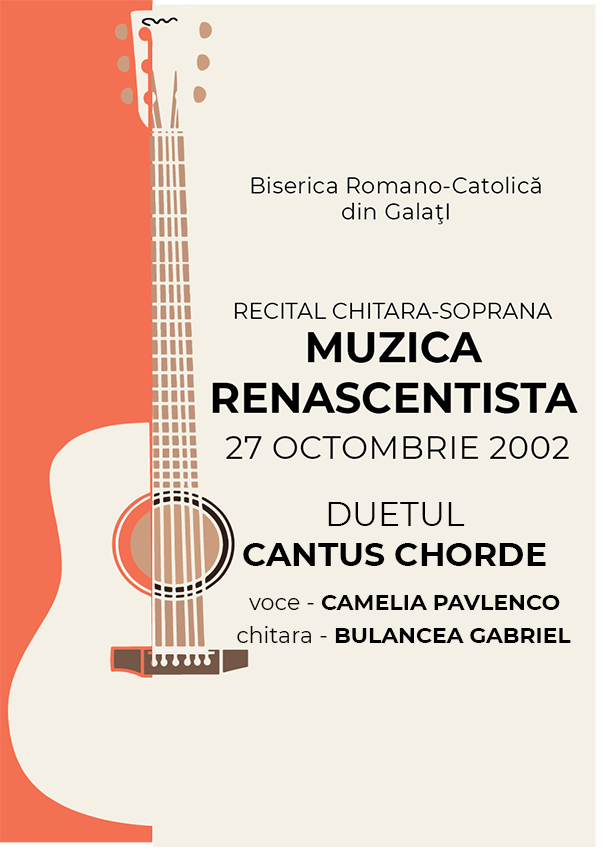 Biserica Romano-Catolică
din GalaţI
RECITAL CHITARA-SOPRANA
MUZICA
RENASCENTISTA
27 OCTOMBRIE 2002
DUETUL
CANTUS CHORDE
voce - CAMELIA PAVLENCO
chitara - BULANCEA GABRIEL